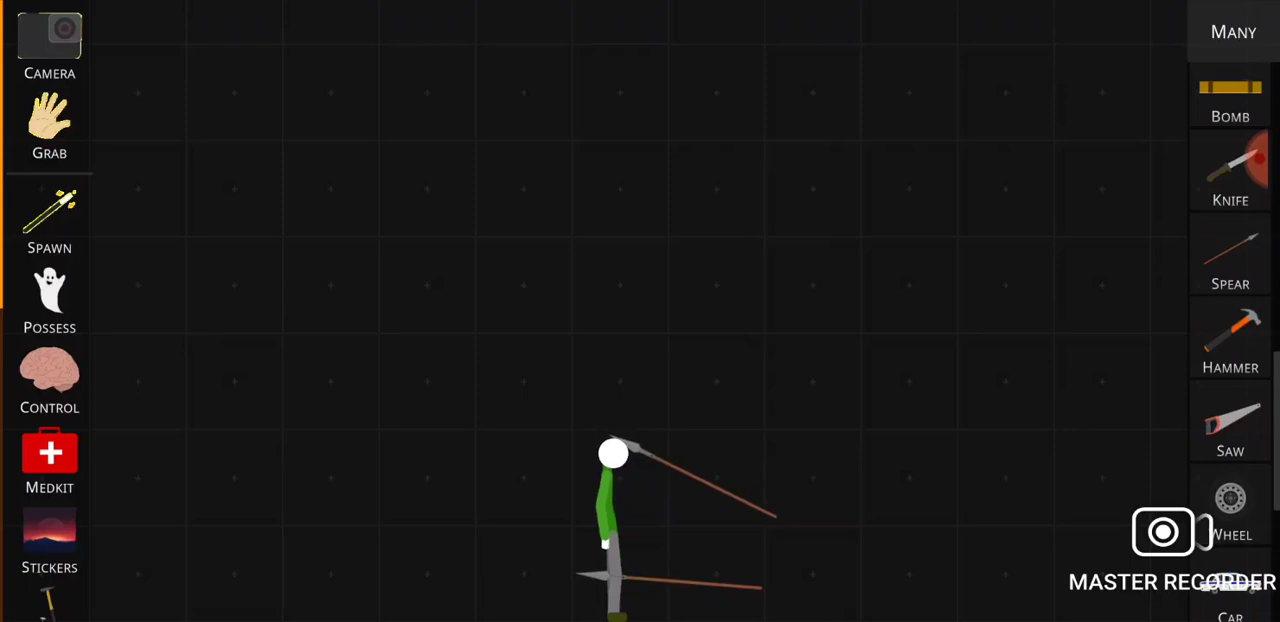 CAMERA
GRAB
SPAWN
POSSESS
CONTROL
MEDKIT
STICKERS
MANY
BOMB
KNIFE
SPEAR
HAMMER
SAW
WHEEL
MASTER RECORDER
CAR